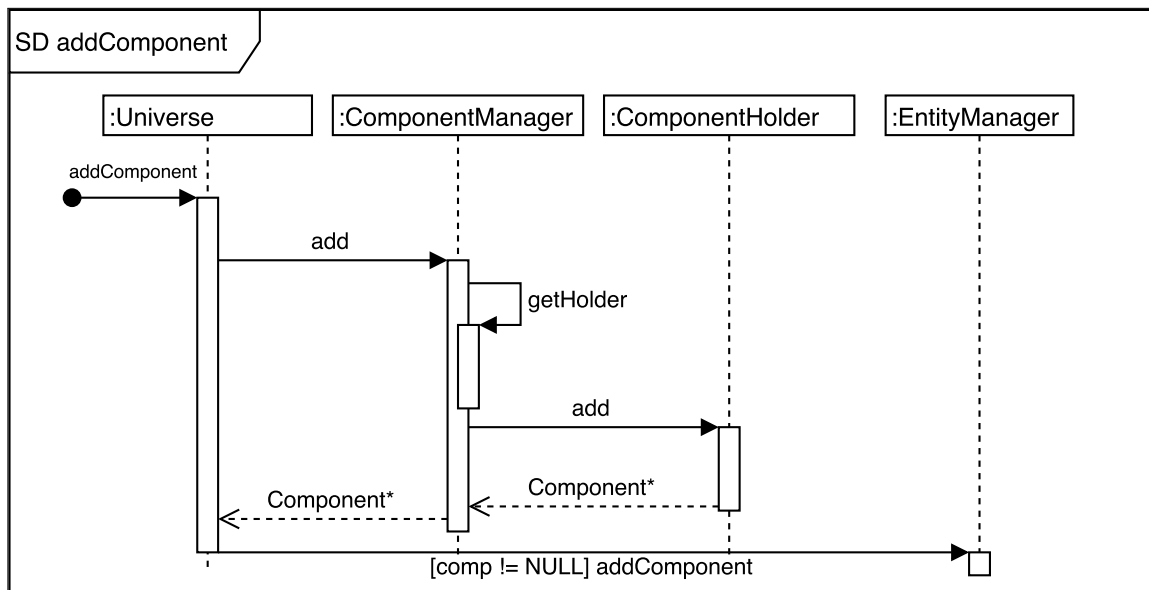 SD addComponent
:Universe
:ComponentManager
:ComponentHolder
:EntityManager
addComponent
add
getHolder
add
Component*
Component*
[comp != NULL] addComponent